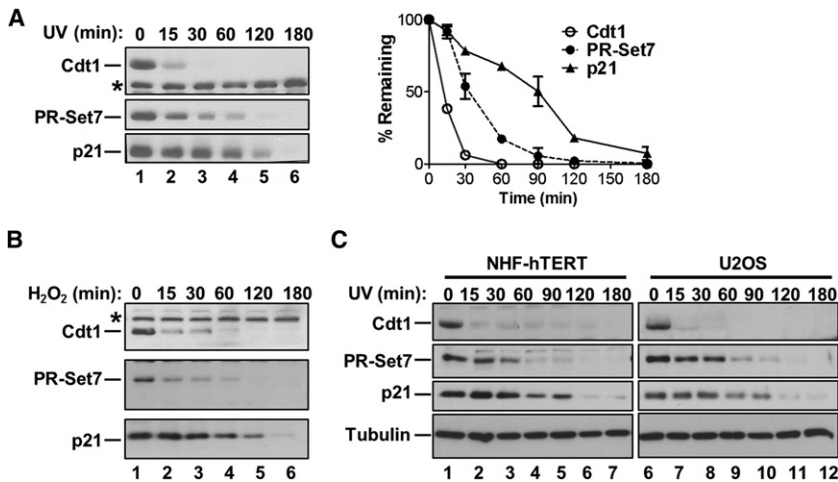 A
UV (min): 0 15 30 60 120 180
Cdt1
*
PR-Set7
p21
1 2 3 4 5 6
% Remaining
100
50
0
0 30 60 90 120 150 180
Time (min)
Cdt1
PR-Set7
p21
B
H₂O₂ (min): 0 15 30 60 120 180
*
Cdt1
PR-Set7
p21
1 2 3 4 5 6
C
NHF-hTERT U2OS
UV (min): 0 15 30 60 90 120 180 0 15 30 60 90 120 180
Cdt1
PR-Set7
p21
Tubulin
1 2 3 4 5 6 7 6 7 8 9 10 11 12